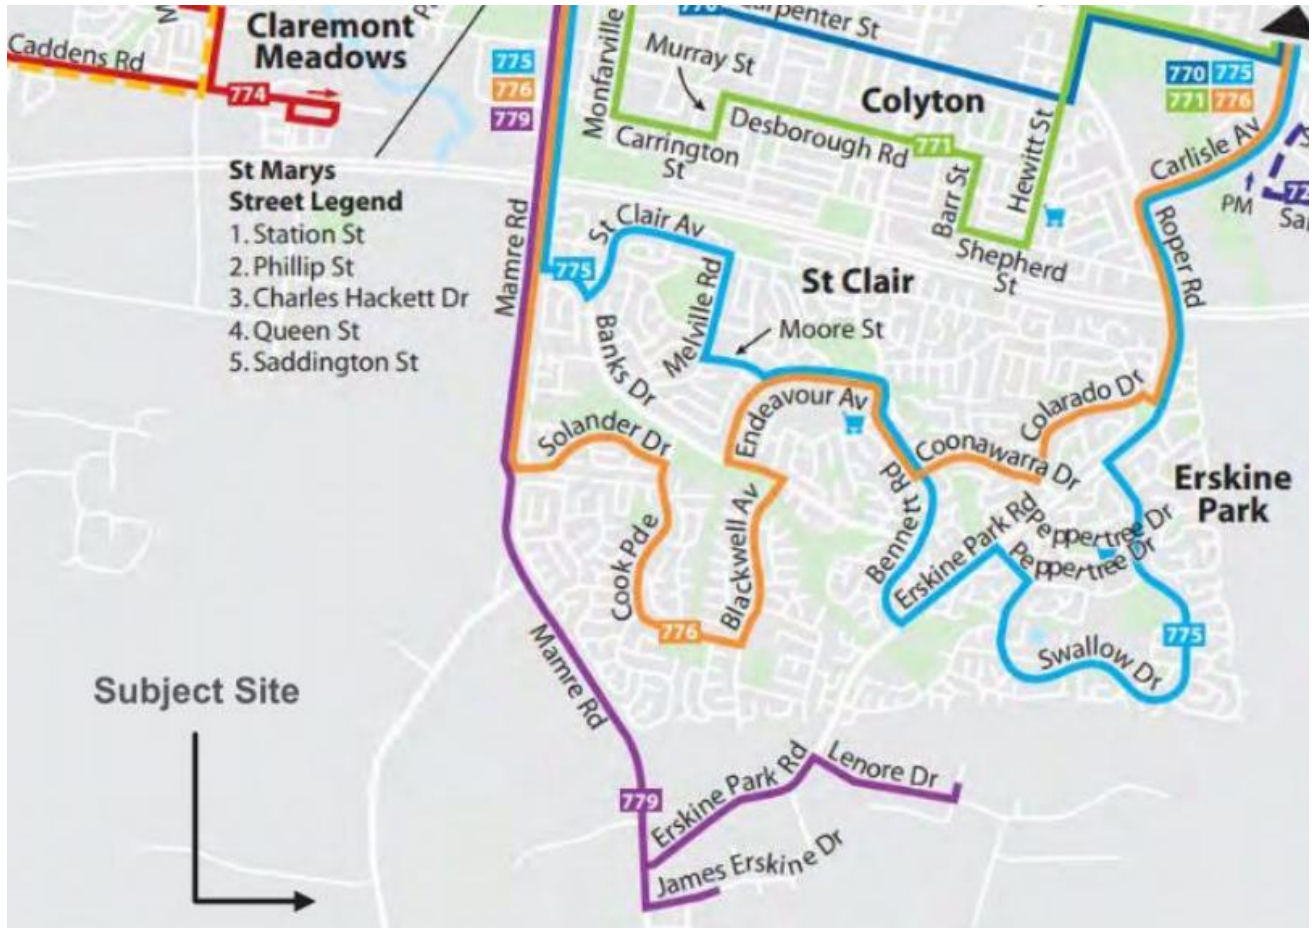 Caddens Rd
Claremont
Meadows
774
775
776
779
Monfarville
Murray St
Carrington
St
Desborough Rd
771
Colyton
Barr St
Hewitt St
Shepherd
St
770 775
771 776
Carlisle Av
PM
Roper Rd
St Marys
Street Legend
1. Station St
2. Phillip St
3. Charles Hackett Dr
4. Queen St
5. Saddington St
Mamre Rd
775
St Clair Av
Melville Rd
St Clair
Moore St
Banks Dr
Solander Dr
Endeavour Av
Coonawarra Dr
Colarado Dr
Erskine
Park
Cook Pde
Blackwell Av
776
Bennett Rd
Erskine Park Rd
Peppertree Dr
Peppertree Dr
775
Swallow Dr
Mamre Rd
Subject Site
779
Erskine Park Rd
Lenore Dr
James Erskine Dr